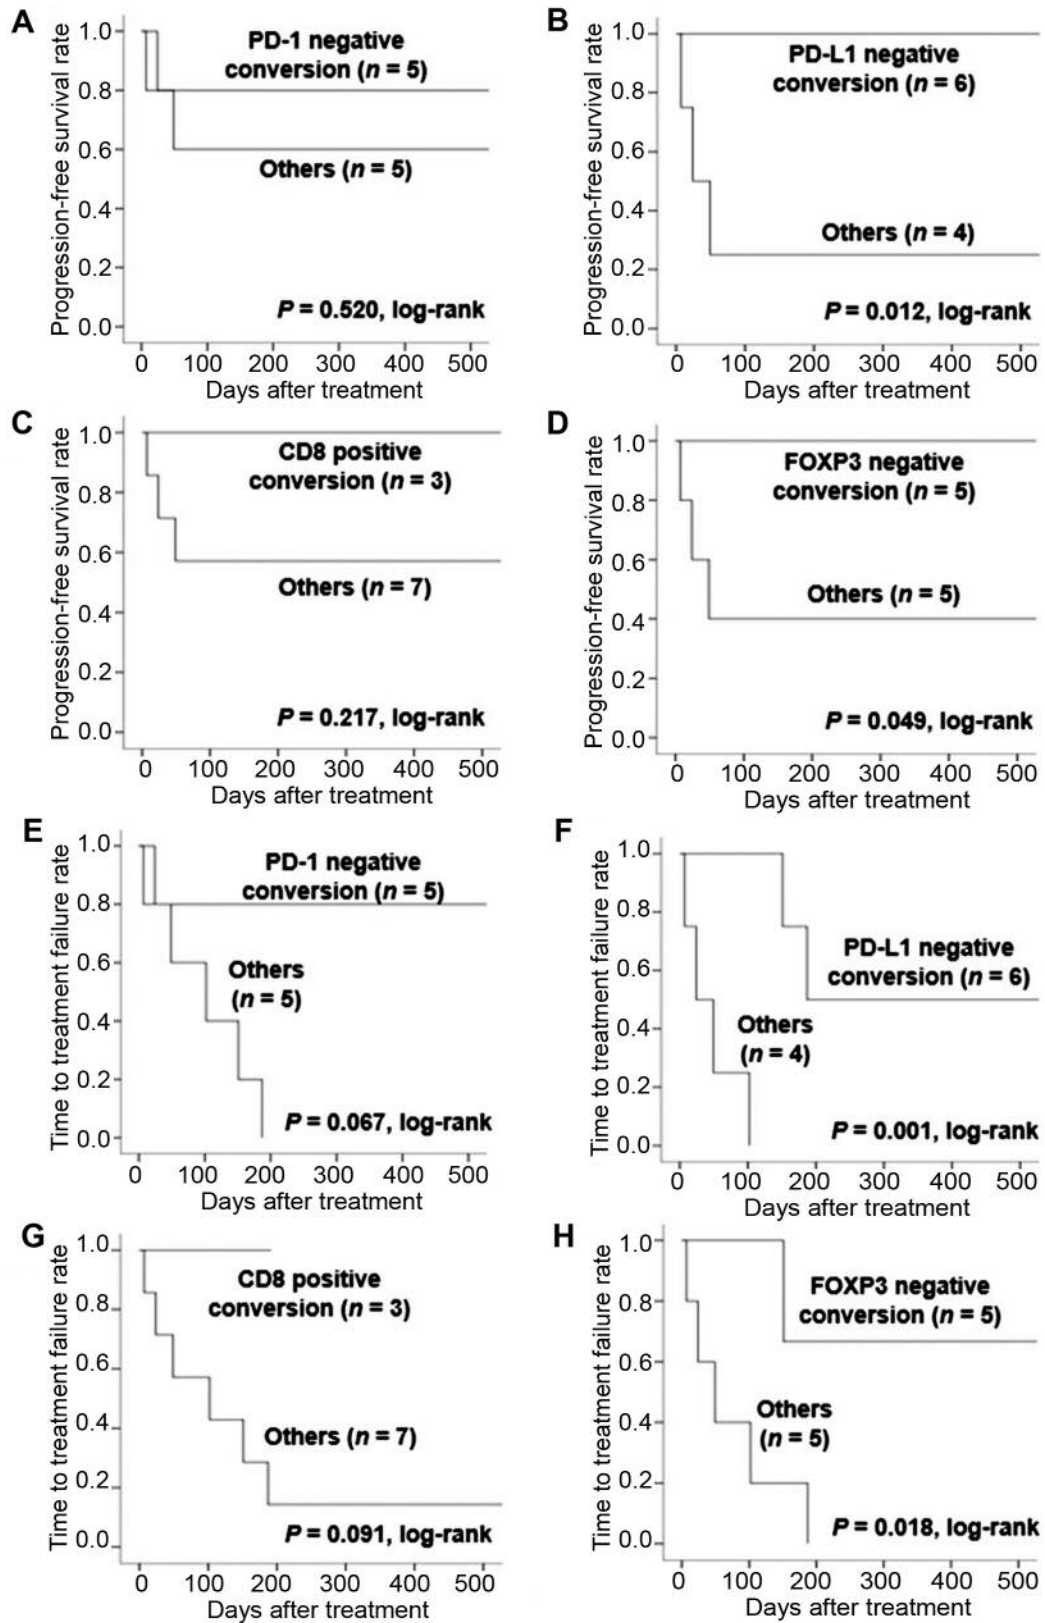 A
Progression-free survival rate
1.0
0.8
0.6
0.4
0.2
0.0
PD-1 negative
conversion (n = 5)
Others (n = 5)
P = 0.520, log-rank
0 100 200 300 400 500
Days after treatment
B
Progression-free survival rate
1.0
0.8
0.6
0.4
0.2
0.0
PD-L1 negative
conversion (n = 6)
Others (n = 4)
P = 0.012, log-rank
0 100 200 300 400 500
Days after treatment
C
Progression-free survival rate
1.0
0.8
0.6
0.4
0.2
0.0
CD8 positive
conversion (n = 3)
Others (n = 7)
P = 0.217, log-rank
0 100 200 300 400 500
Days after treatment
D
Progression-free survival rate
1.0
0.8
0.6
0.4
0.2
0.0
FOXP3 negative
conversion (n = 5)
Others (n = 5)
P = 0.049, log-rank
0 100 200 300 400 500
Days after treatment
E
Time to treatment failure rate
1.0
0.8
0.6
0.4
0.2
0.0
PD-1 negative
conversion (n = 5)
Others
(n = 5)
P = 0.067, log-rank
0 100 200 300 400 500
Days after treatment
F
Time to treatment failure rate
1.0
0.8
0.6
0.4
0.2
0.0
PD-L1 negative
conversion (n = 6)
Others
(n = 4)
P = 0.001, log-rank
0 100 200 300 400 500
Days after treatment
G
Time to treatment failure rate
1.0
0.8
0.6
0.4
0.2
0.0
CD8 positive
conversion (n = 3)
Others (n = 7)
P = 0.091, log-rank
0 100 200 300 400 500
Days after treatment
H
Time to treatment failure rate
1.0
0.8
0.6
0.4
0.2
0.0
FOXP3 negative
conversion (n = 5)
Others
(n = 5)
P = 0.018, log-rank
0 100 200 300 400 500
Days after treatment